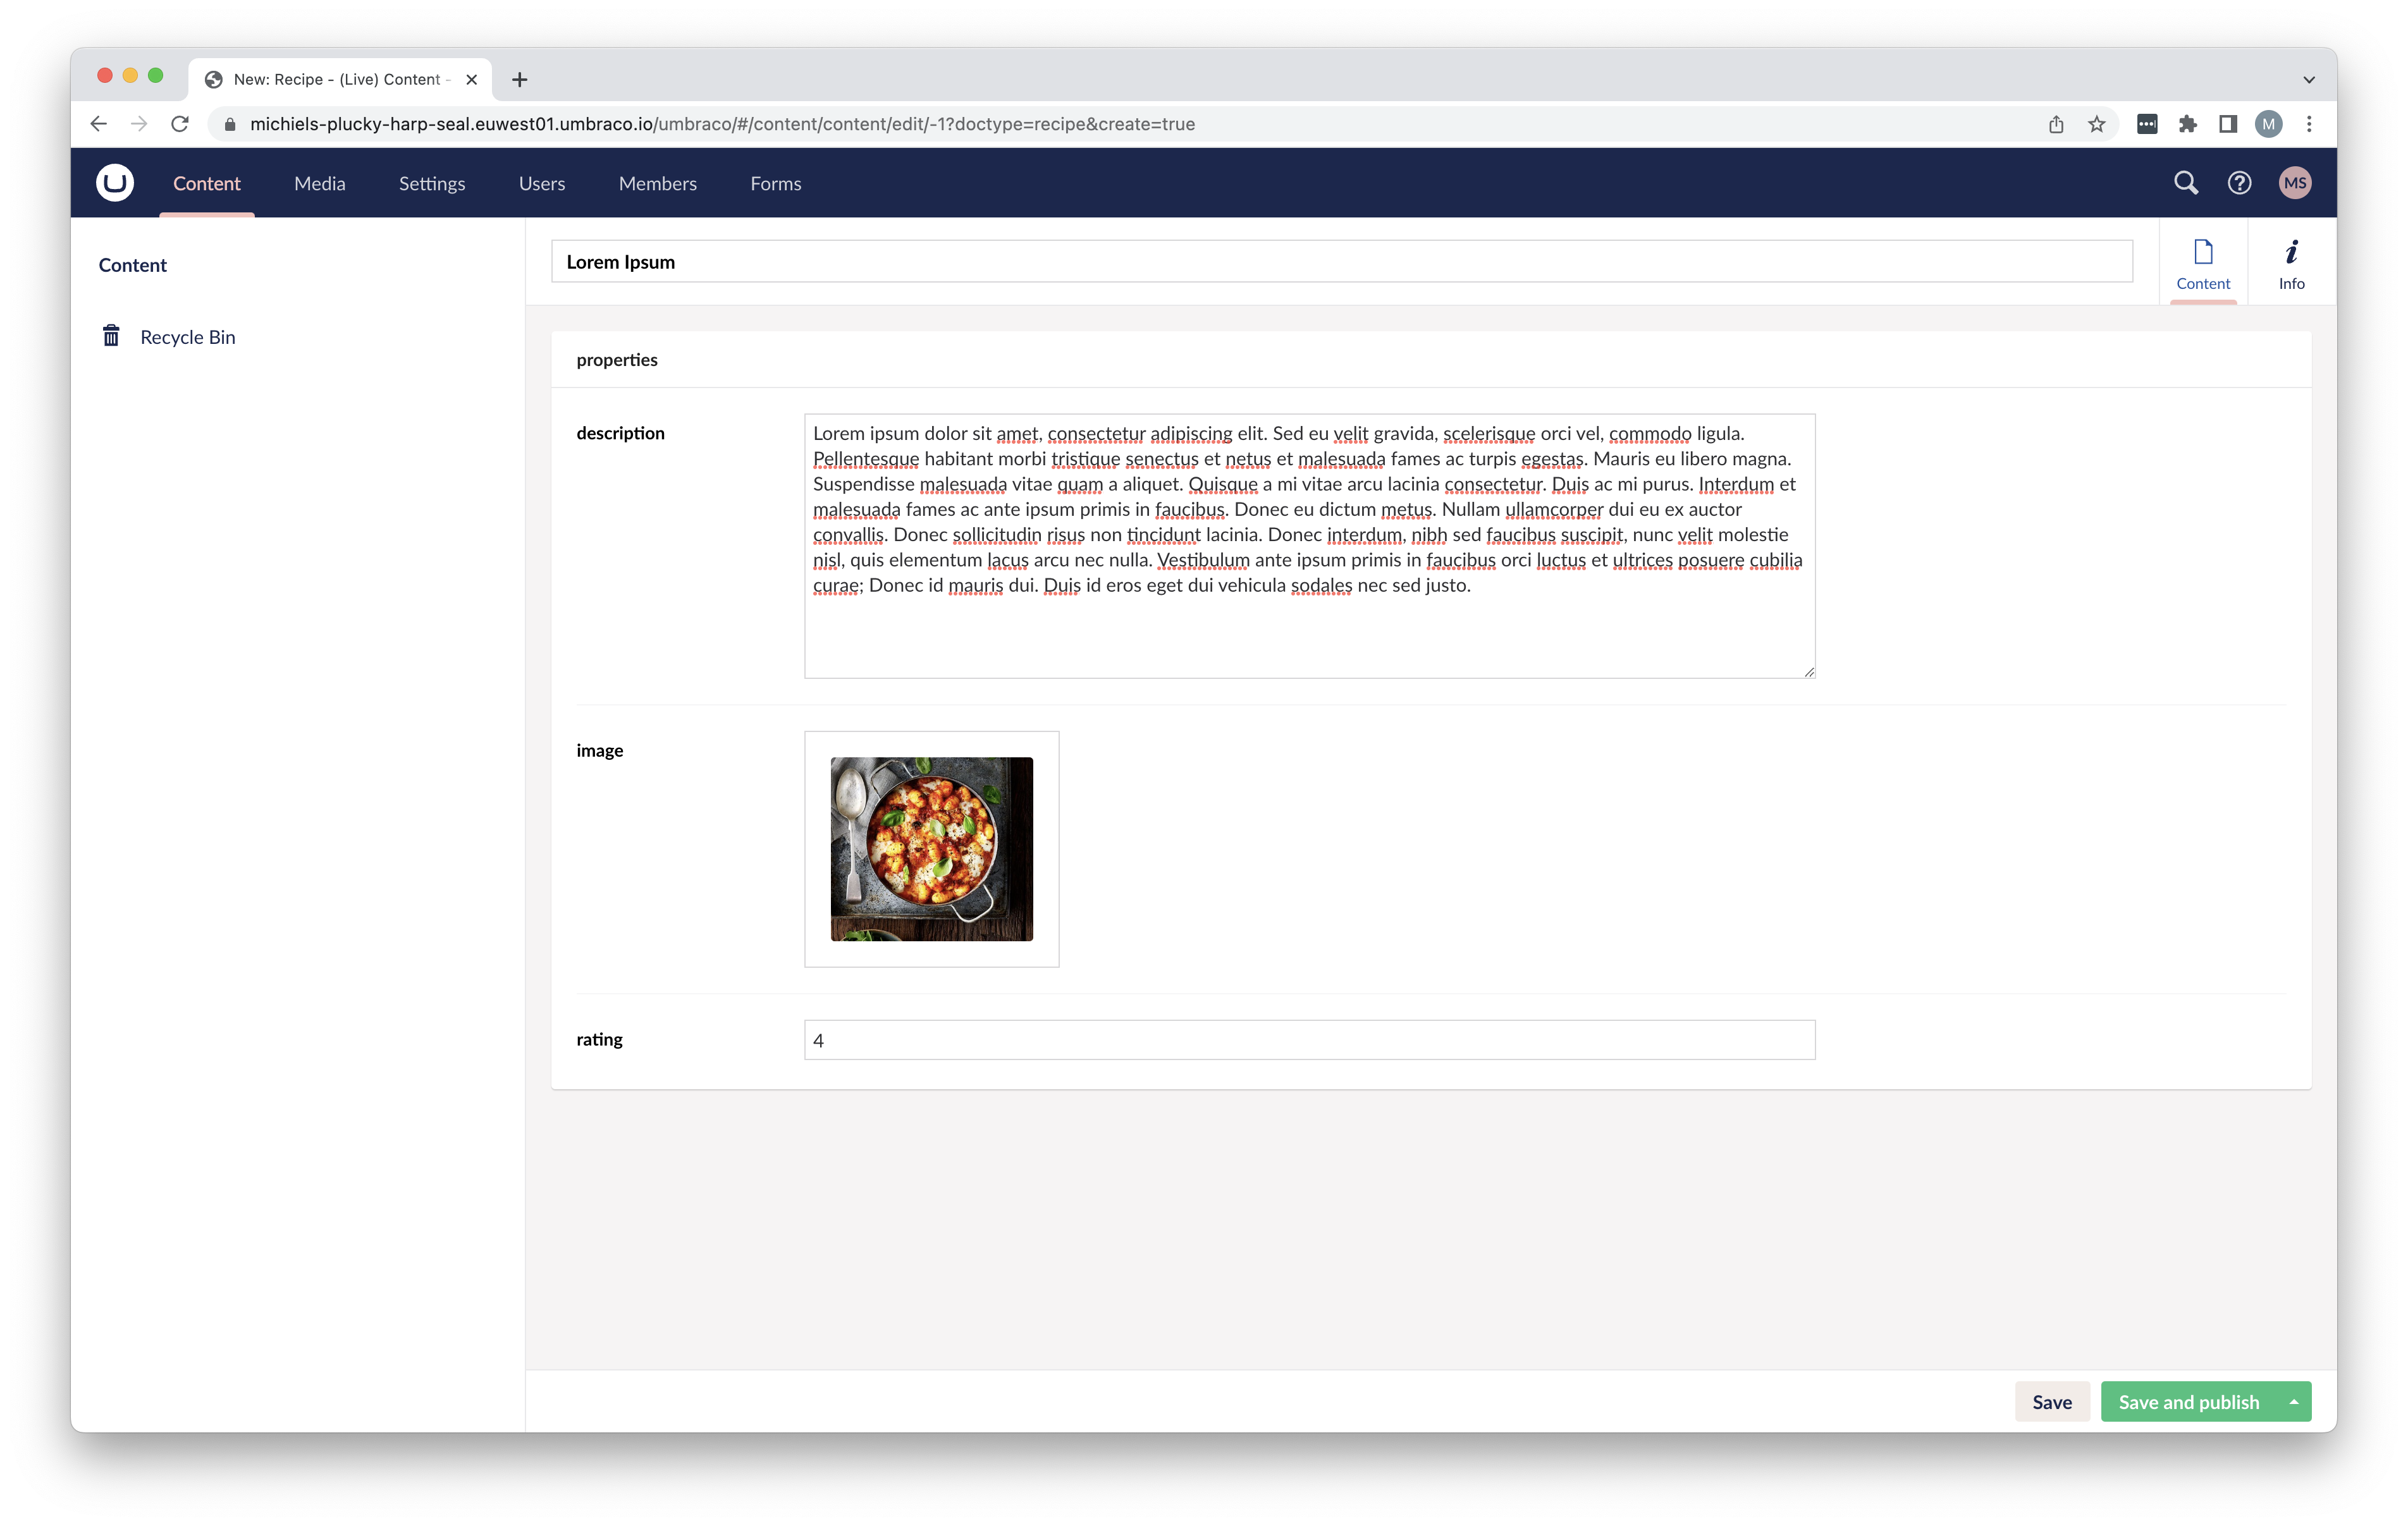 New: Recipe - (Live) Content -
michiels-plucky-harp-seal.euwest01.umbraco.io/umbraco/#/content/content/edit/-1?doctype=recipe&create=true
M
Content Media Settings Users Members Forms
MS
Content
Recycle Bin
Lorem Ipsum
Content
Info
properties
description
Lorem ipsum dolor sit amet, consectetur adipiscing elit. Sed eu velit gravida, scelerisque orci vel, commodo ligula.
Pellentesque habitant morbi tristique senectus et netus et malesuada fames ac turpis egestas. Mauris eu libero magna.
Suspendisse malesuada vitae quam a aliquet. Quisque a mi vitae arcu lacinia consectetur. Duis ac mi purus. Interdum et
malesuada fames ac ante ipsum primis in faucibus. Donec eu dictum metus. Nullam ullamcorper dui eu ex auctor
convallis. Donec sollicitudin risus non tincidunt lacinia. Donec interdum, nibh sed faucibus suscipit, nunc velit molestie
nisl, quis elementum lacus arcu nec nulla. Vestibulum ante ipsum primis in faucibus orci luctus et ultrices posuere cubilia
curae; Donec id mauris dui. Duis id eros eget dui vehicula sodales nec sed justo.
image
rating
4
Save
Save and publish